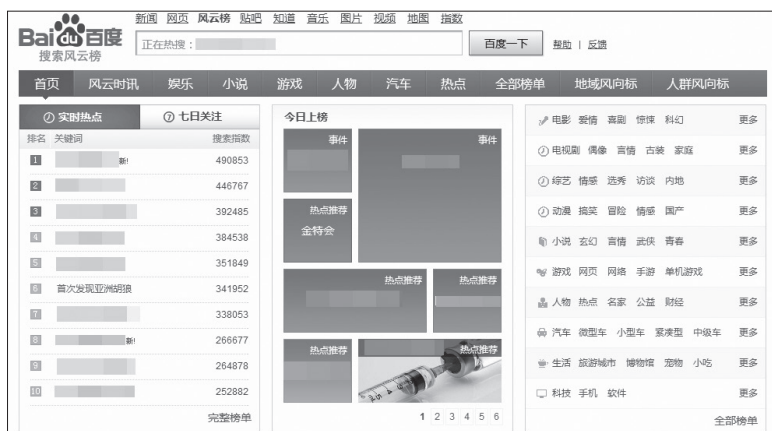 新闻 网页 风云榜 贴吧 知道 音乐 图片 视频 地图 指数
Bai du 百度
搜索风云榜
正在热搜：
百度一下
帮助 | 反馈
首页 风云时讯 娱乐 小说 游戏 人物 汽车 热点 全部榜单 地域风向标 人群风向标
实时热点 ⑦ 七日关注
排名 关键词 搜索指数
1 新! 490853
2 446767
3 392485
4 384538
5 351849
6 首次发现亚洲胡狼 341952
7 338053
8 新! 266677
9 264878
10 252882
完整榜单
今日上榜
事件
事件
热点推荐
金特会
热点推荐
热点推荐
热点推荐
热点推荐
1 2 3 4 5 6
电影 爱情 喜剧 惊悚 科幻 更多
电视剧 偶像 言情 古装 家庭 更多
综艺 情感 选秀 访谈 内地 更多
动漫 搞笑 冒险 情感 国产 更多
小说 玄幻 言情 武侠 青春 更多
游戏 网页 网络 手游 单机游戏 更多
人物 热点 名家 公益 财经 更多
汽车 微型车 小型车 紧凑型 中级车 更多
生活 旅游城市 博物馆 宠物 小吃 更多
科技 手机 软件 更多
全部榜单